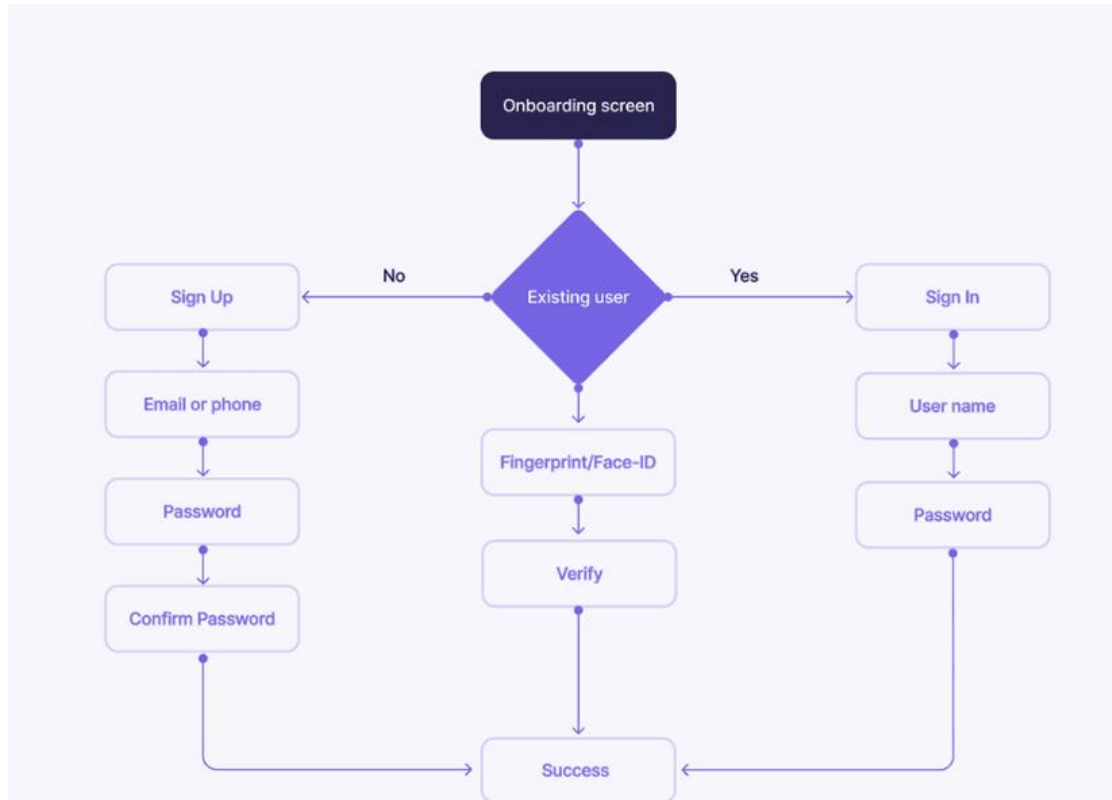 Onboarding screen
No
Yes
Sign Up
Existing user
Sign In
Email or phone
User name
Fingerprint/Face-ID
Password
Password
Verify
Confirm Password
Success